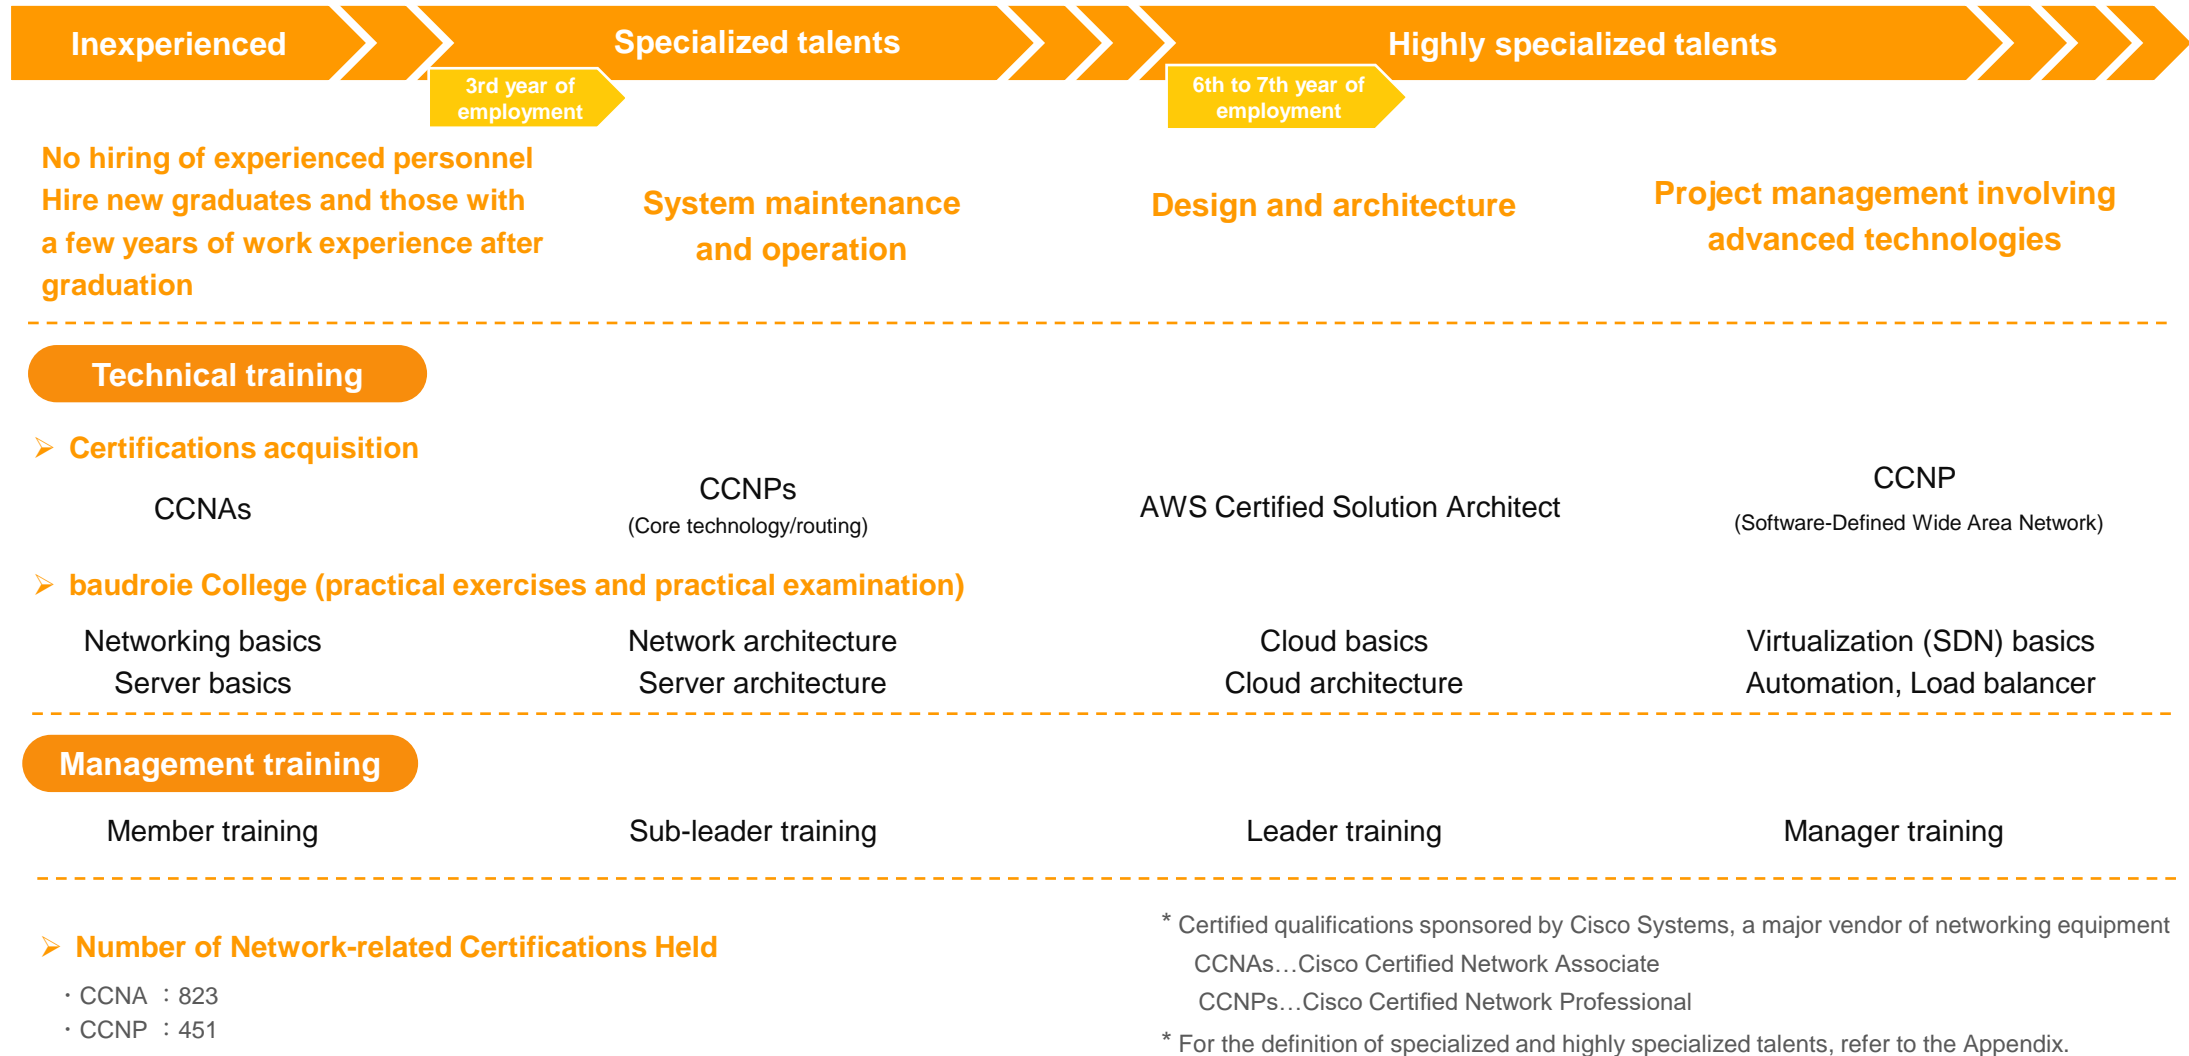 Inexperienced
Specialized talents
Highly specialized talents
3rd year of
employment
6th to 7th year of
employment
No hiring of experienced personnel
Hire new graduates and those with
a few years of work experience after
graduation
System maintenance
and operation
Design and architecture
Project management involving
advanced technologies
Technical training
➢ Certifications acquisition
CCNAs
CCNPs
(Core technology/routing)
AWS Certified Solution Architect
CCNP
(Software-Defined Wide Area Network)
➢ baudroie College (practical exercises and practical examination)
Networking basics
Server basics
Network architecture
Server architecture
Cloud basics
Cloud architecture
Virtualization (SDN) basics
Automation, Load balancer
Management training
Member training
Sub-leader training
Leader training
Manager training
➢ Number of Network-related Certifications Held
・CCNA ：823
・CCNP ：451
* Certified qualifications sponsored by Cisco Systems, a major vendor of networking equipment
CCNAs…Cisco Certified Network Associate
CCNPs…Cisco Certified Network Professional
* For the definition of specialized and highly specialized talents, refer to the Appendix.